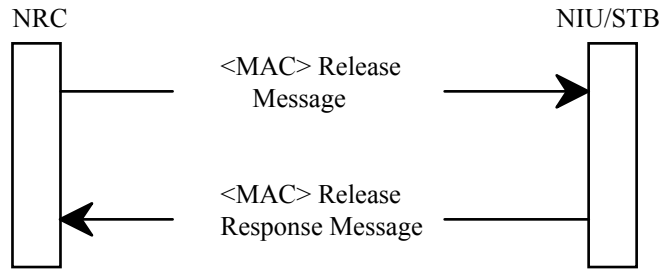 NRC
NIU/STB
<MAC> Release
Message
<MAC> Release
Response Message